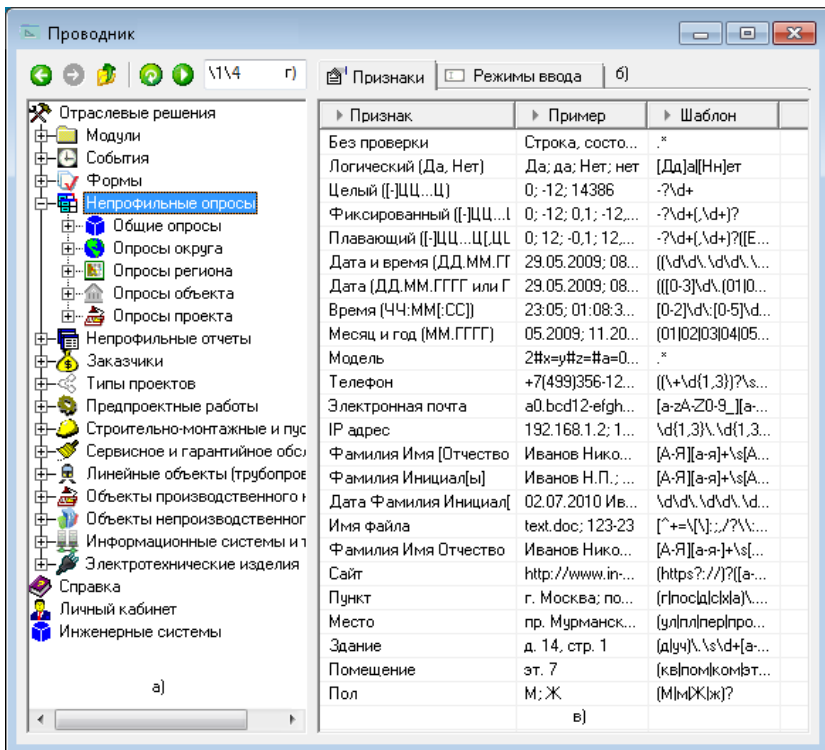 Проводник
\1\4 г)
Признаки Режимы ввода б)
Отраслевые решения
Модули
События
Формы
Непрофильные опросы
Общие опросы
Опросы округа
Опросы региона
Опросы объекта
Опросы проекта
Непрофильные отчеты
Заказчики
Типы проектов
Предпроектные работы
Строительно-монтажные и пус
Сервисное и гарантийное обс
Линейные объекты (трубопров
Объекты производственного н
Объекты непроизводственног
Информационные системы и т
Электротехнические изделия
Справка
Личный кабинет
Инженерные системы
а)
Признак Пример Шаблон
Без проверки Строка, состо... .*
Логический (Да, Нет) Да; да; Нет; нет [Дд]а|[Нн]ет
Целый ([-]ЦЦ...Ц) 0; -12; 14386 -?\d+
Фиксированный ([-]ЦЦ...Ц 0; -12; 0,1; -12,... -?\d+(,\d+)?
Плавающий ([-]ЦЦ...Ц[,ЦЦ 0; 12; -0,1; 12,... -?\d+(,\d+)?([E...
Дата и время (ДД.ММ.ГГ 29.05.2009; 08... ((\d\d\.\d\d\.\...
Дата (ДД.ММ.ГГГГ или Г 29.05.2009; 08... (([0-3]\d\.(01|0...
Время (ЧЧ:ММ[:СС]) 23:05; 01:08:3... [0-2]\d\:[0-5]\d...
Месяц и год (ММ.ГГГГ) 05.2009; 11.20... (01|02|03|04|05...
Модель 2#x=y#z=#a=0... .*
Телефон +7(499)356-12... ((\+\d{1,3})?\s...
Электронная почта a0.bcd12-efgh... [a-zA-Z0-9_][a-...
IP адрес 192.168.1.2; 1... \d{1,3}\.\d{1,3...
Фамилия Имя [Отчество Иванов Нико... [А-Я][а-я]+\s[А...
Фамилия Инициал[ы] Иванов Н.П.; ... [А-Я][а-я]+\s[А...
Дата Фамилия Инициал[ 02.07.2010 Ив... \d\d\.\d\d\.\d...
Имя файла text.doc; 123-23 [^+=\[\]:;,/?\\:...
Фамилия Имя Отчество Иванов Нико... [А-Я][а-я-]+\s[...
Сайт http://www.in-... (https?://)?([a-...
Пункт г. Москва; по... (г|пос|д|с|х|а)\....
Место пр. Мурманск... (ул|пл|пер|про...
Здание д. 14, стр. 1 (д|уч)\.\s\d+[а-...
Помещение эт. 7 (кв|пом|ком|эт...
Пол М; Ж (М|м|Ж|ж)?
в)